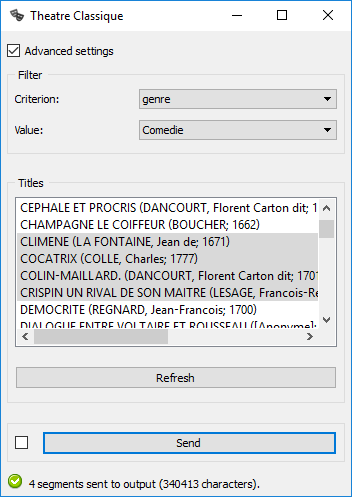 Theatre Classique
Advanced settings
Filter
Criterion: genre
Value: Comedie
Titles
CEPHALE ET PROCRIS (DANCOURT, Florent Carton dit; 1
CHAMPAGNE LE COIFFEUR (BOUCHER; 1662)
CLIMENE (LA FONTAINE, Jean de; 1671)
COCATRIX (COLLE, Charles; 1777)
COLIN-MAILLARD. (DANCOURT, Florent Carton dit; 1701
CRISPIN UN RIVAL DE SON MAITRE (LESAGE, Francois-Re
DEMOCRITE (REGNARD, Jean-Francois; 1700)
DIALOGUE ENTRE VOLTAIRE ET ROUSSEAU ([Anonyme];
Refresh
Send
4 segments sent to output (340413 characters).